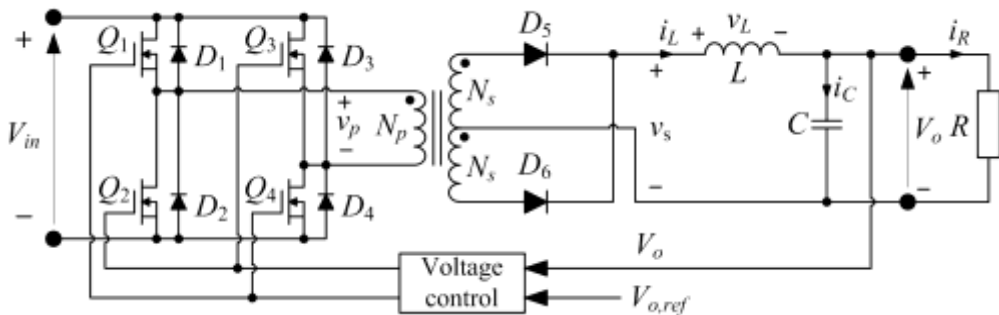 Q1 D1 Q3 D3 D5 iL + vL − iR
+ + L + iC +
Vin vp Np Ns vs C Vo R
− Ns
Q2 D2 Q4 D4 D6 − −
−
Vo
Voltage
control
Vo,ref